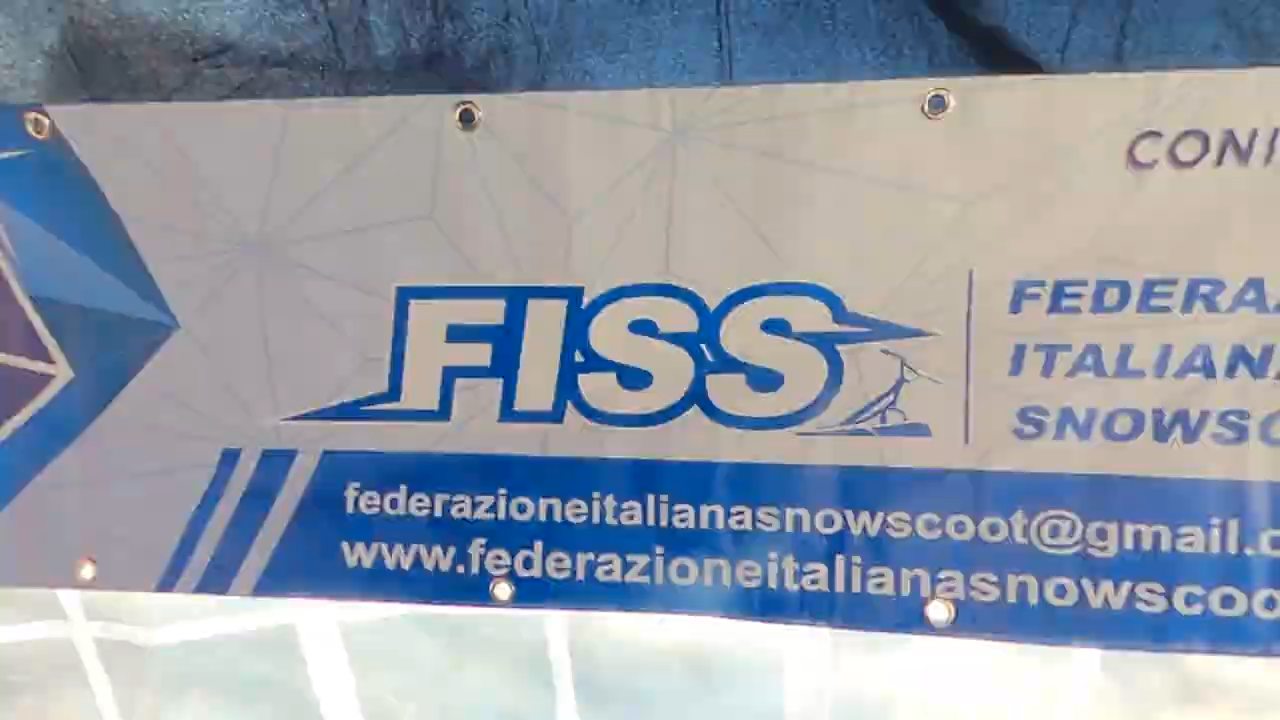 CONI
FISS
FEDERA
ITALIAN
SNOWSC
federazioneitalianasnowscoot@gmail.c
www.federazioneitalianasnowscoo